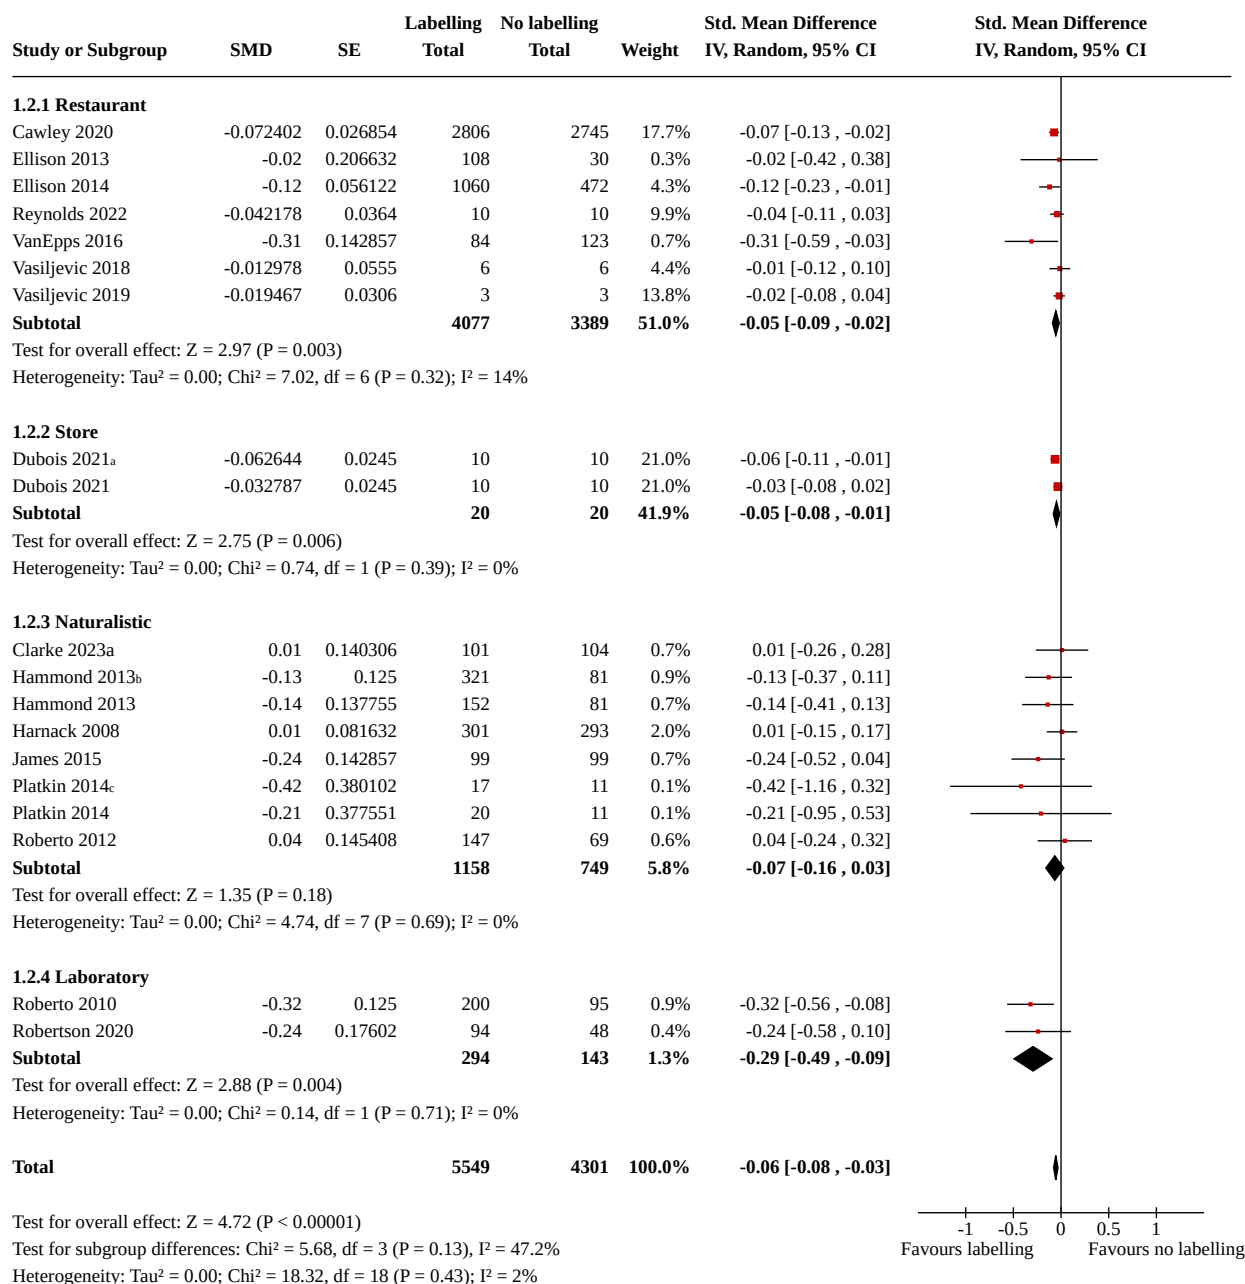 Labelling No labelling Std. Mean Difference Std. Mean Difference
Study or Subgroup SMD SE Total Total Weight IV, Random, 95% CI IV, Random, 95% CI
1.2.1 Restaurant
Cawley 2020 -0.072402 0.026854 2806 2745 17.7% -0.07 [-0.13 , -0.02]
Ellison 2013 -0.02 0.206632 108 30 0.3% -0.02 [-0.42 , 0.38]
Ellison 2014 -0.12 0.056122 1060 472 4.3% -0.12 [-0.23 , -0.01]
Reynolds 2022 -0.042178 0.0364 10 10 9.9% -0.04 [-0.11 , 0.03]
VanEpps 2016 -0.31 0.142857 84 123 0.7% -0.31 [-0.59 , -0.03]
Vasiljevic 2018 -0.012978 0.0555 6 6 4.4% -0.01 [-0.12 , 0.10]
Vasiljevic 2019 -0.019467 0.0306 3 3 13.8% -0.02 [-0.08 , 0.04]
Subtotal 4077 3389 51.0% -0.05 [-0.09 , -0.02]
Test for overall effect: Z = 2.97 (P = 0.003)
Heterogeneity: Tau² = 0.00; Chi² = 7.02, df = 6 (P = 0.32); I² = 14%
1.2.2 Store
Dubois 2021a -0.062644 0.0245 10 10 21.0% -0.06 [-0.11 , -0.01]
Dubois 2021 -0.032787 0.0245 10 10 21.0% -0.03 [-0.08 , 0.02]
Subtotal 20 20 41.9% -0.05 [-0.08 , -0.01]
Test for overall effect: Z = 2.75 (P = 0.006)
Heterogeneity: Tau² = 0.00; Chi² = 0.74, df = 1 (P = 0.39); I² = 0%
1.2.3 Naturalistic
Clarke 2023a 0.01 0.140306 101 104 0.7% 0.01 [-0.26 , 0.28]
Hammond 2013b -0.13 0.125 321 81 0.9% -0.13 [-0.37 , 0.11]
Hammond 2013 -0.14 0.137755 152 81 0.7% -0.14 [-0.41 , 0.13]
Harnack 2008 0.01 0.081632 301 293 2.0% 0.01 [-0.15 , 0.17]
James 2015 -0.24 0.142857 99 99 0.7% -0.24 [-0.52 , 0.04]
Platkin 2014c -0.42 0.380102 17 11 0.1% -0.42 [-1.16 , 0.32]
Platkin 2014 -0.21 0.377551 20 11 0.1% -0.21 [-0.95 , 0.53]
Roberto 2012 0.04 0.145408 147 69 0.6% 0.04 [-0.24 , 0.32]
Subtotal 1158 749 5.8% -0.07 [-0.16 , 0.03]
Test for overall effect: Z = 1.35 (P = 0.18)
Heterogeneity: Tau² = 0.00; Chi² = 4.74, df = 7 (P = 0.69); I² = 0%
1.2.4 Laboratory
Roberto 2010 -0.32 0.125 200 95 0.9% -0.32 [-0.56 , -0.08]
Robertson 2020 -0.24 0.17602 94 48 0.4% -0.24 [-0.58 , 0.10]
Subtotal 294 143 1.3% -0.29 [-0.49 , -0.09]
Test for overall effect: Z = 2.88 (P = 0.004)
Heterogeneity: Tau² = 0.00; Chi² = 0.14, df = 1 (P = 0.71); I² = 0%
Total 5549 4301 100.0% -0.06 [-0.08 , -0.03]
Test for overall effect: Z = 4.72 (P < 0.00001)
-1 -0.5 0 0.5 1
Test for subgroup differences: Chi² = 5.68, df = 3 (P = 0.13), I² = 47.2%
Favours labelling Favours no labelling
Heterogeneity: Tau² = 0.00; Chi² = 18.32, df = 18 (P = 0.43); I² = 2%